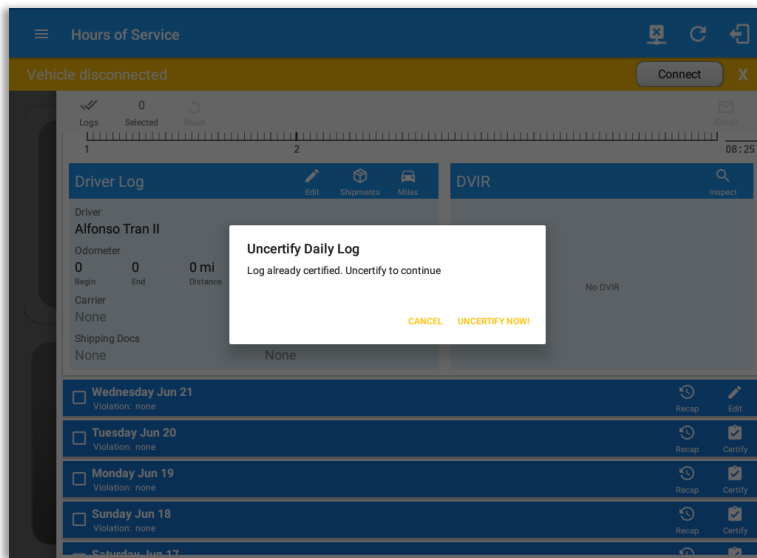 Hours of Service
Vehicle disconnected
Connect
X
0
Logs
Selected
Reset
Email
1
2
08:25
Driver Log
Edit
Shipments
Miles
DVIR
Inspect
Driver
Alfonso Tran II
Odometer
0
0
0 mi
Begin
End
Distance
Carrier
None
Shipping Docs
None
None
No DVIR
Uncertify Daily Log
Log already certified. Uncertify to continue
CANCEL
UNCERTIFY NOW!
Wednesday Jun 21
Violation: none
Recap
Edit
Tuesday Jun 20
Violation: none
Recap
Certify
Monday Jun 19
Violation: none
Recap
Certify
Sunday Jun 18
Violation: none
Recap
Certify
Saturday Jun 17